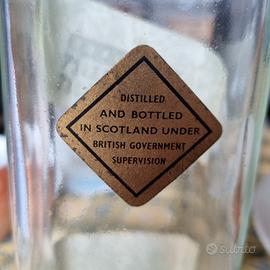 DISTILLED
AND BOTTLED
IN SCOTLAND UNDER
BRITISH GOVERNMENT
SUPERVISION
subito